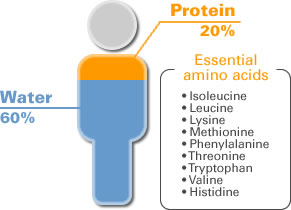 Protein
20%
Water
60%
Essential
amino acids
• Isoleucine
• Leucine
• Lysine
• Methionine
• Phenylalanine
• Threonine
• Tryptophan
• Valine
• Histidine